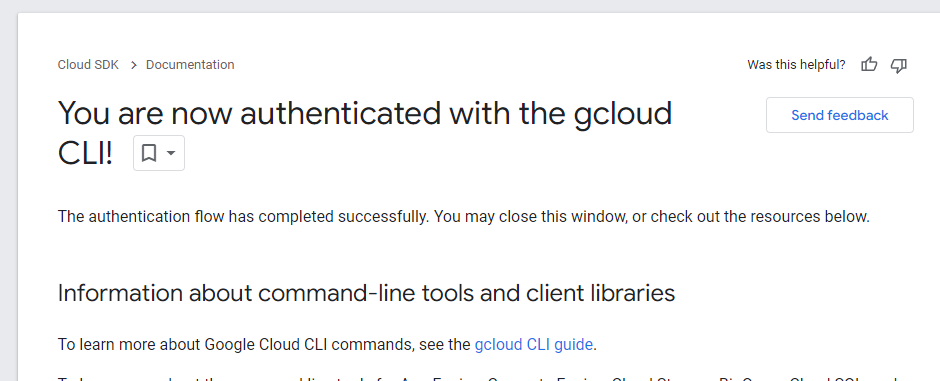 Cloud SDK > Documentation
Was this helpful?
You are now authenticated with the gcloud
CLI!
Send feedback
The authentication flow has completed successfully. You may close this window, or check out the resources below.
Information about command-line tools and client libraries
To learn more about Google Cloud CLI commands, see the gcloud CLI guide.